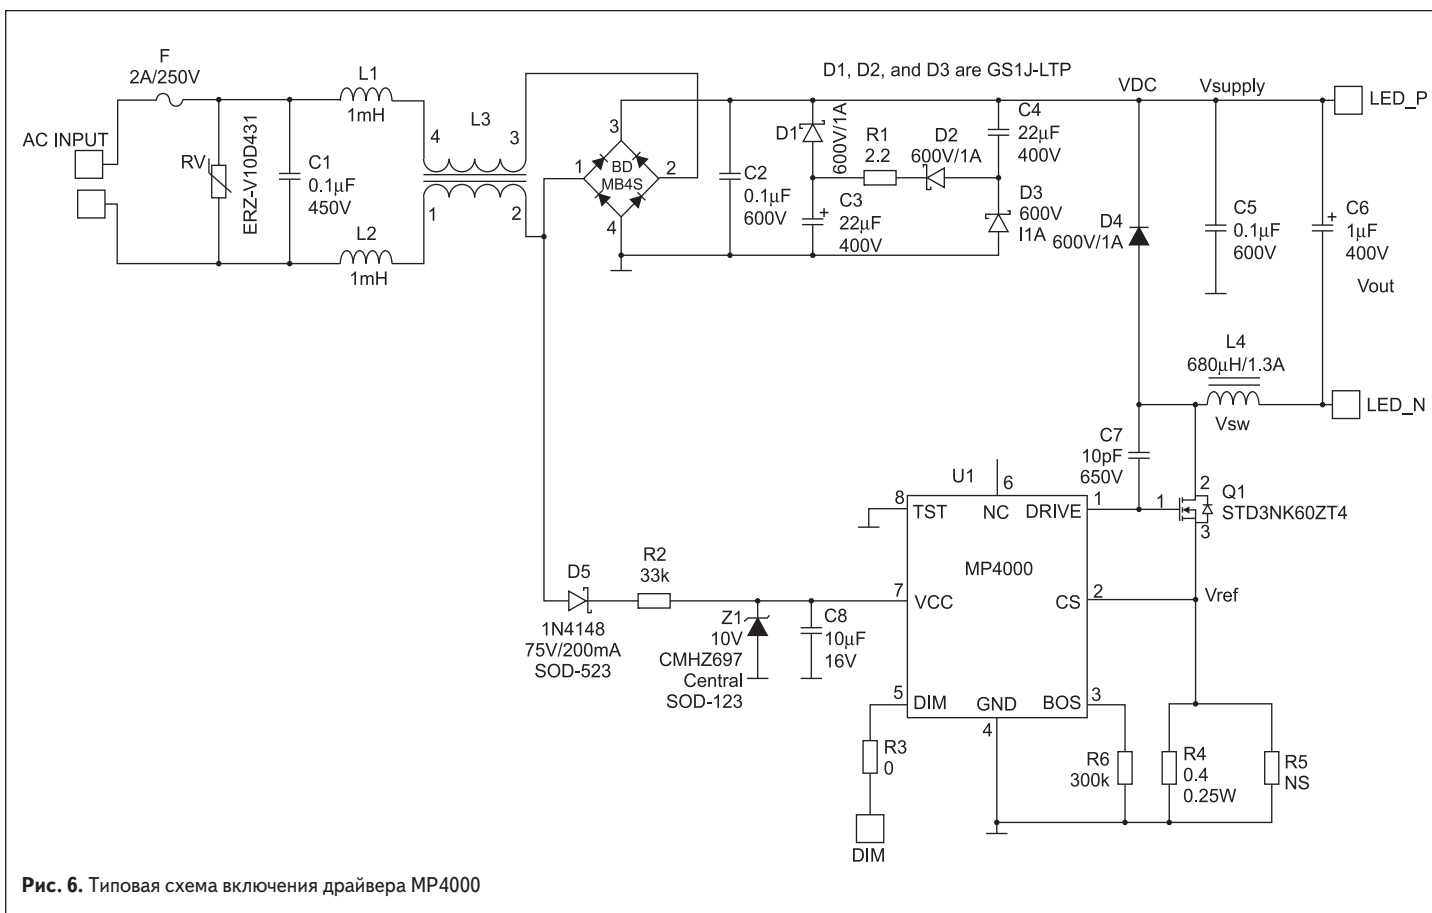 F
2A/250V
L1
1mH
AC INPUT
RV
ERZ-V10D431
C1
0.1μF
450V
L2
1mH
L3
4
3
1
2
3
1
BD
MB4S
2
4
D1, D2, and D3 are GS1J-LTP
C2
0.1μF
600V
D1
600V/1A
R1
2.2
D2
600V/1A
C3
+
22μF
400V
C4
22μF
400V
D3
600V
I1A
VDC
Vsupply
LED_P
D4
600V/1A
C5
0.1μF
600V
C6
+
1μF
400V
Vout
L4
680μH/1.3A
LED_N
Vsw
C7
10pF
650V
U1
6
8
TST
NC
DRIVE
1
1
2
Q1
STD3NK60ZT4
3
MP4000
7
VCC
CS
2
Vref
D5
1N4148
75V/200mA
SOD-523
R2
33k
Z1
10V
CMHZ697
Central
SOD-123
C8
10μF
16V
5
DIM
GND
4
BOS
3
R3
0
DIM
R6
300k
R4
0.4
0.25W
R5
NS
Рис. 6. Типовая схема включения драйвера MP4000